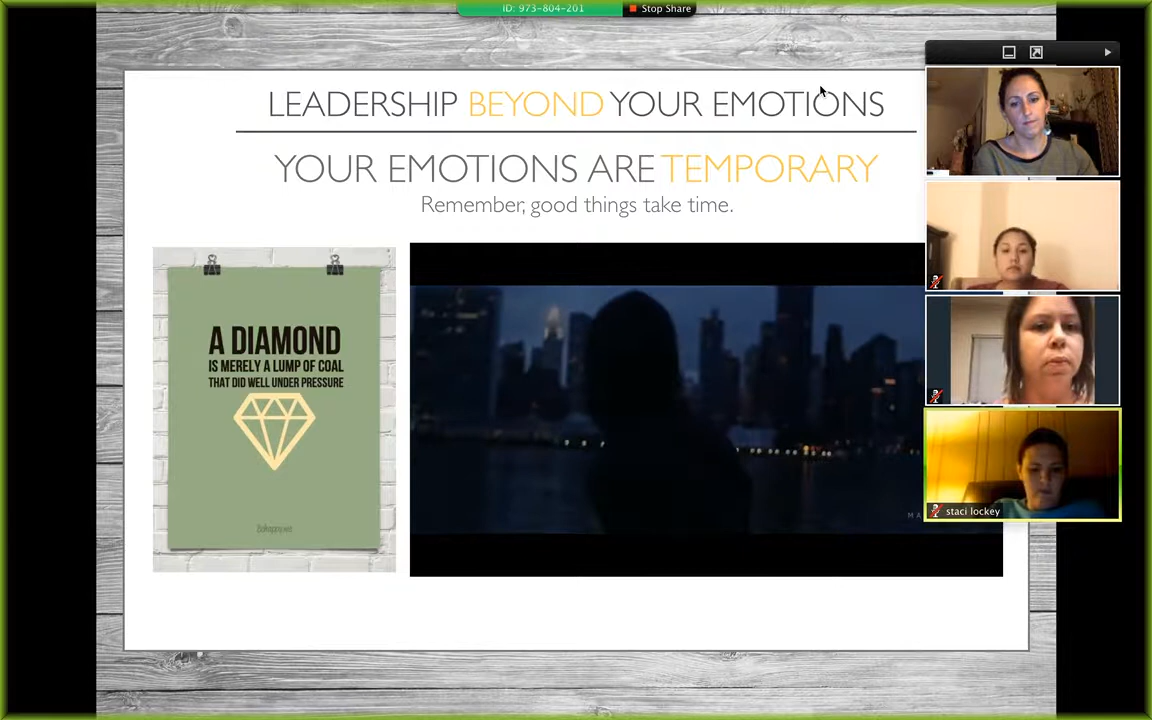 ID: 973-804-201
Stop Share
LEADERSHIP BEYOND YOUR EMOTIONS
YOUR EMOTIONS ARE TEMPORARY
Remember, good things take time.
A DIAMOND
IS MERELY A LUMP OF COAL
THAT DID WELL UNDER PRESSURE
MA
staci lockey